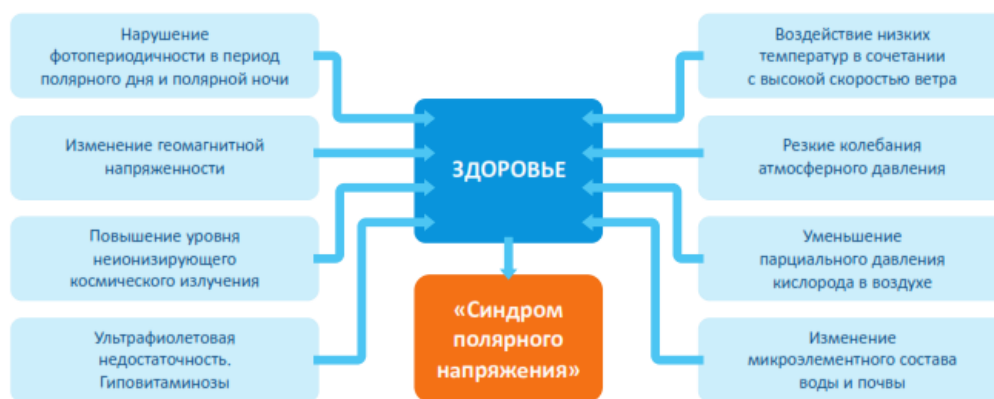 Нарушение
фотопериодичности в период
полярного дня и полярной ночи
Изменение геомагнитной
напряженности
Повышение уровня
неионизирующего
космического излучения
Ультрафиолетовая
недостаточность.
Гиповитаминозы
ЗДОРОВЬЕ
«Синдром
полярного
напряжения»
Воздействие низких
температур в сочетании
с высокой скоростью ветра
Резкие колебания
атмосферного давления
Уменьшение
парциального давления
кислорода в воздухе
Изменение
микроэлементного состава
воды и почвы